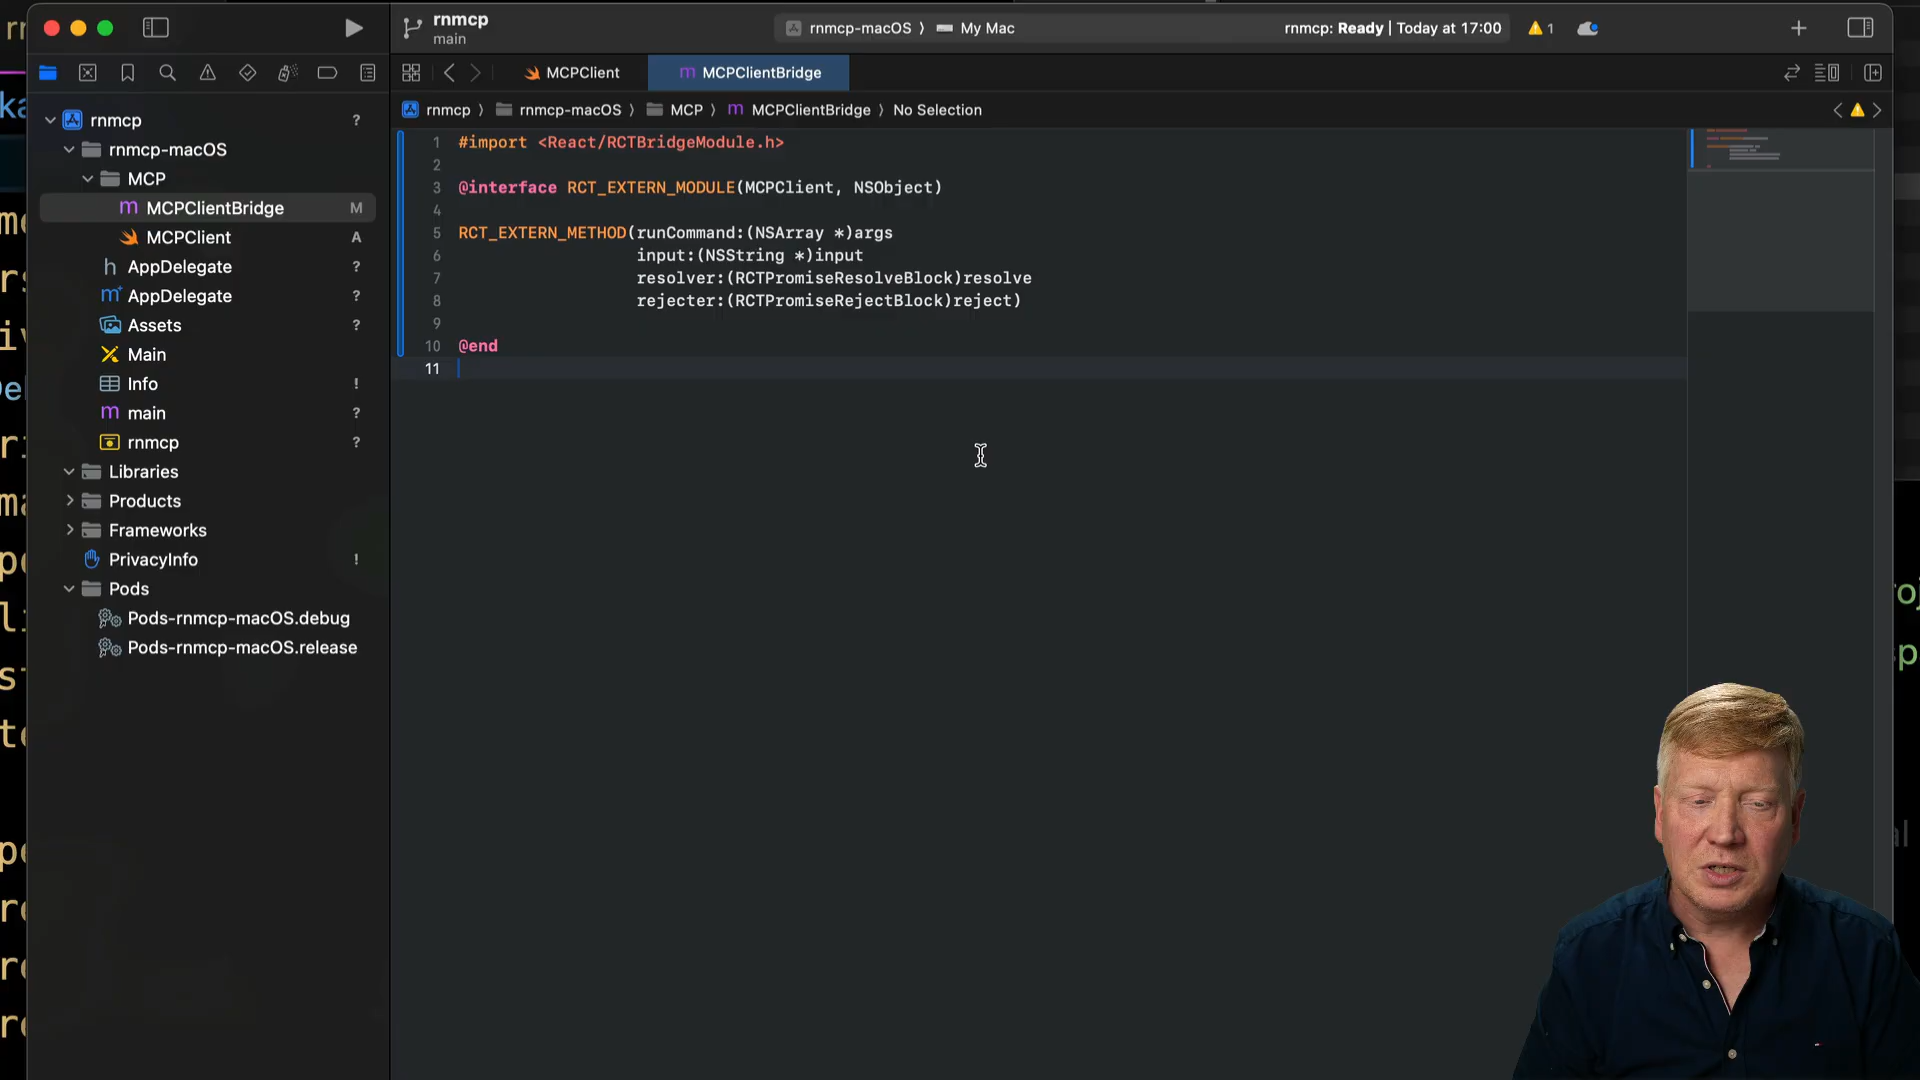 rnmcp
main
rnmcp-macOS 〉 My Mac
rnmcp: Ready | Today at 17:00
1
MCPClient
MCPClientBridge
rnmcp 〉 rnmcp-macOS 〉 MCP 〉 m MCPClientBridge 〉 No Selection
rnmcp ?
rnmcp-macOS
MCP
m MCPClientBridge M
MCPClient A
h AppDelegate ?
m+ AppDelegate ?
Assets ?
Main
Info !
m main ?
rnmcp ?
Libraries
Products
Frameworks
PrivacyInfo !
Pods
Pods-rnmcp-macOS.debug
Pods-rnmcp-macOS.release
1 #import <React/RCTBridgeModule.h>
2
3 @interface RCT_EXTERN_MODULE(MCPClient, NSObject)
4
5 RCT_EXTERN_METHOD(runCommand:(NSArray *)args
6 input:(NSString *)input
7 resolver:(RCTPromiseResolveBlock)resolve
8 rejecter:(RCTPromiseRejectBlock)reject)
9
10 @end
11